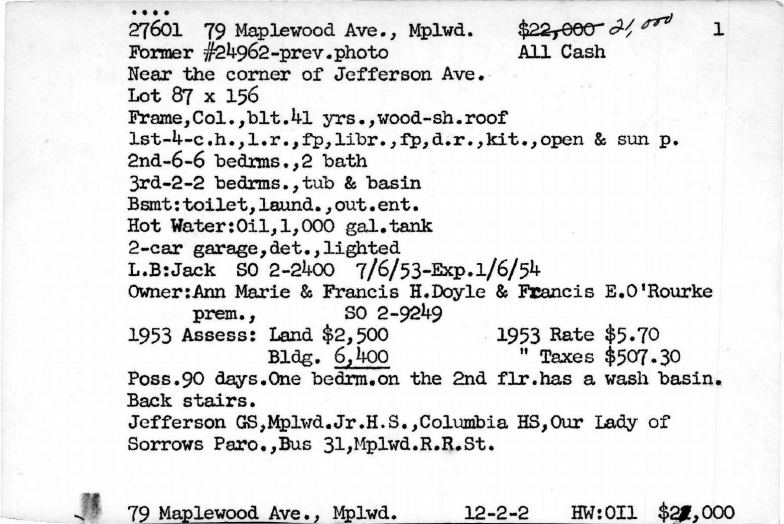 27601 79 Maplewood Ave., Mplwd. $22,000 21,000 1
Former #24962-prev.photo All Cash
Near the corner of Jefferson Ave.
Lot 87 x 156
Frame,Col.,blt.41 yrs.,wood-sh.roof
1st-4-c.h.,l.r.,fp,libr.,fp,d.r.,kit.,open & sun p.
2nd-6-6 bedrms.,2 bath
3rd-2-2 bedrms.,tub & basin
Bsmt:toilet,laund.,out.ent.
Hot Water:Oil,1,000 gal.tank
2-car garage,det.,lighted
L.B:Jack SO 2-2400 7/6/53-Exp.1/6/54
Owner:Ann Marie & Francis H.Doyle & Francis E.O'Rourke
prem., SO 2-9249
1953 Assess: Land $2,500 1953 Rate $5.70
Bldg. 6,400 " Taxes $507.30
Poss.90 days.One bedrm.on the 2nd flr.has a wash basin.
Back stairs.
Jefferson GS,Mplwd.Jr.H.S.,Columbia HS,Our Lady of
Sorrows Paro.,Bus 31,Mplwd.R.R.St.
79 Maplewood Ave., Mplwd. 12-2-2 HW:OIl $21,000